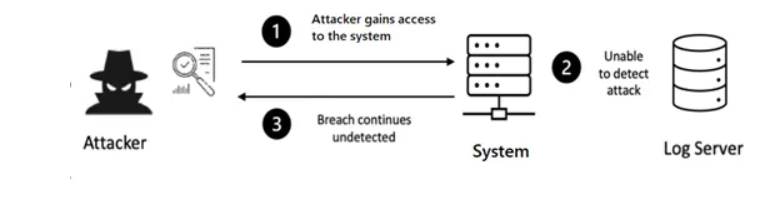 1
Attacker gains access
to the system
Attacker
3
Breach continues
undetected
System
2
Unable
to detect
attack
Log Server